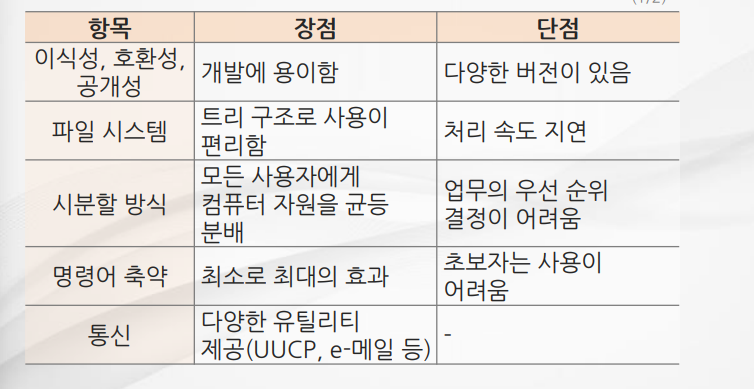 (1/2)
항목 장점 단점
이식성, 호환성,
공개성
개발에 용이함
다양한 버전이 있음
파일 시스템
트리 구조로 사용이
편리함
처리 속도 지연
시분할 방식
모든 사용자에게
컴퓨터 자원을 균등
분배
업무의 우선 순위
결정이 어려움
명령어 축약
최소로 최대의 효과
초보자는 사용이
어려움
통신
다양한 유틸리티
제공(UUCP, e-메일 등)
-